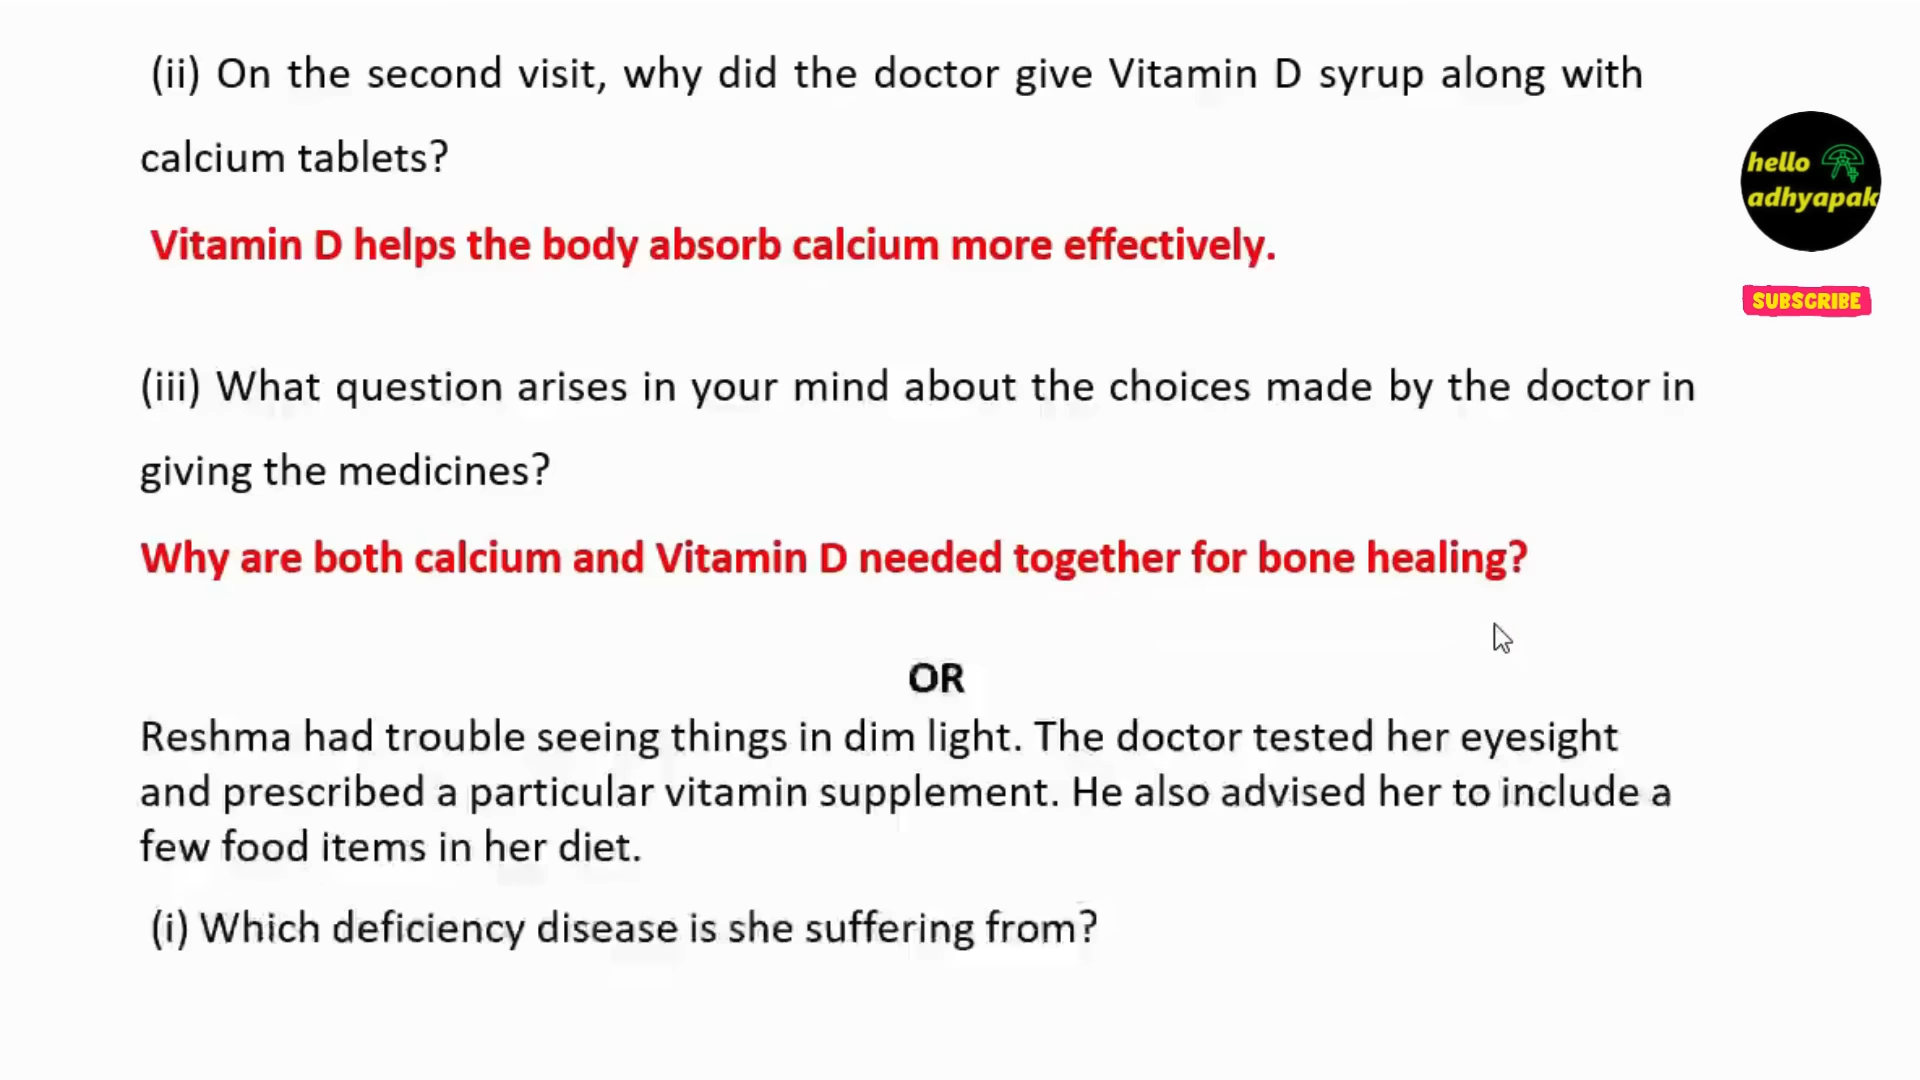 (ii) On the second visit, why did the doctor give Vitamin D syrup along with
calcium tablets?
Vitamin D helps the body absorb calcium more effectively.
hello
adhyapak
SUBSCRIBE
(iii) What question arises in your mind about the choices made by the doctor in
giving the medicines?
Why are both calcium and Vitamin D needed together for bone healing?
OR
Reshma had trouble seeing things in dim light. The doctor tested her eyesight
and prescribed a particular vitamin supplement. He also advised her to include a
few food items in her diet.
(i) Which deficiency disease is she suffering from?